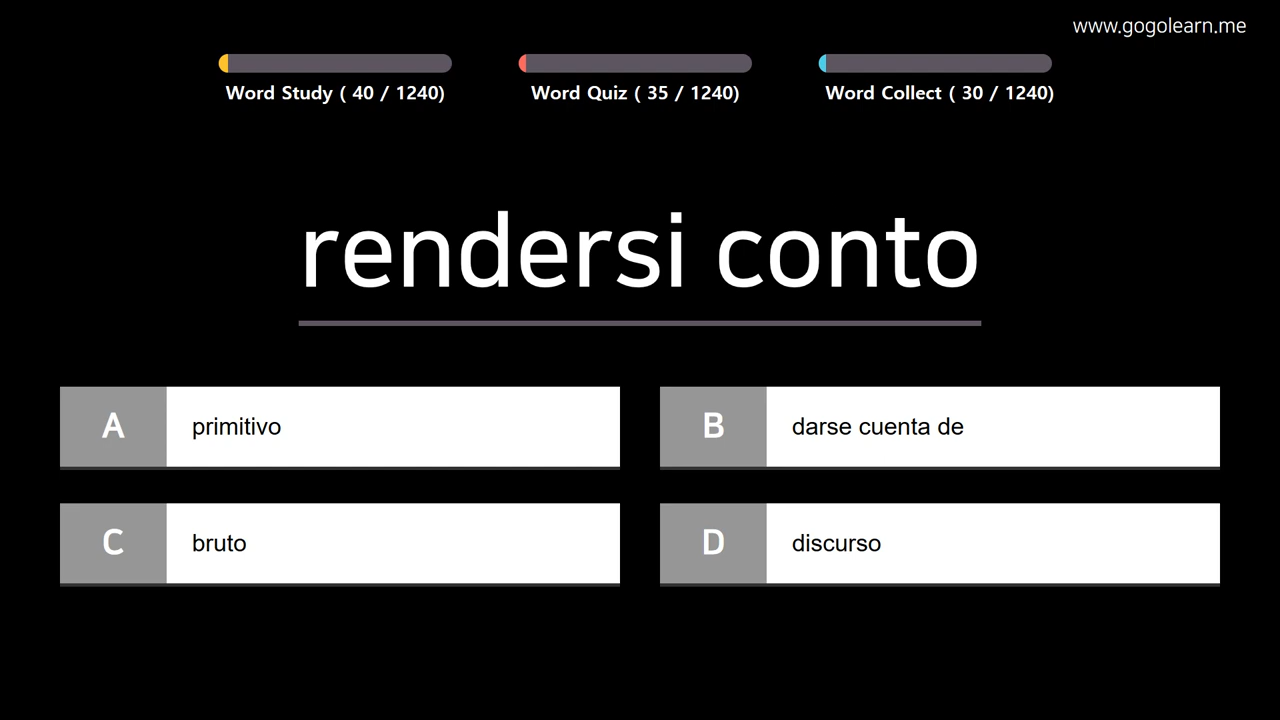 www.gogolearn.me
Word Study ( 40 / 1240)
Word Quiz ( 35 / 1240)
Word Collect ( 30 / 1240)
rendersi conto
A primitivo
B darse cuenta de
C bruto
D discurso